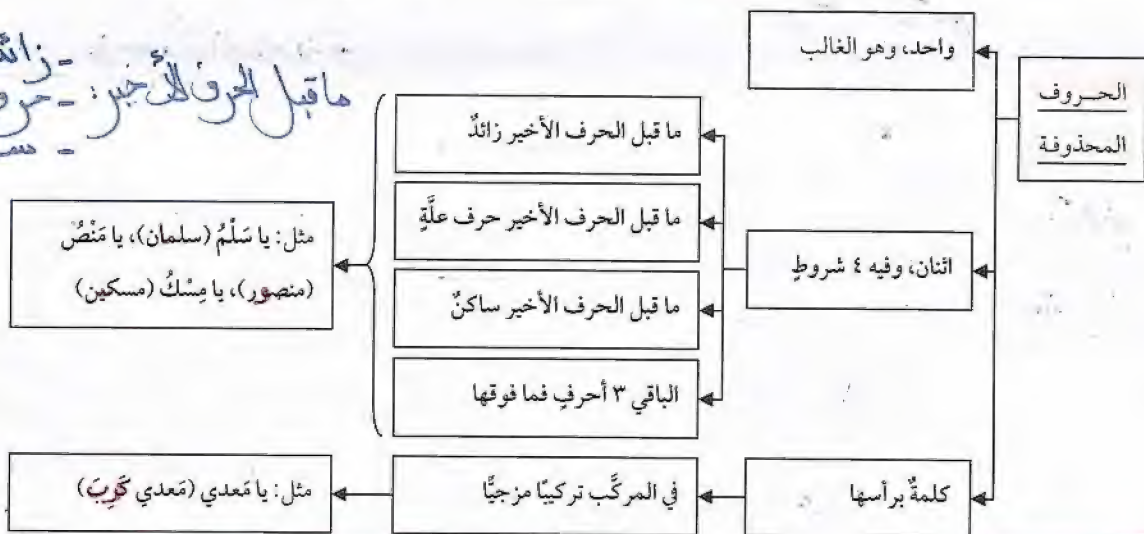 ما قبل الحرف الأخير:
- زائد
- حر
الحروف
المحذوفة
واحد، وهو الغالب
اثنان، وفيه ٤ شروطٍ
ما قبل الحرف الأخير زائدٌ
ما قبل الحرف الأخير حرف علَّةٍ
ما قبل الحرف الأخير ساكنٌ
الباقي ٣ أحرفٍ فما فوقها
مثل: يا سَلْمُ (سلمان)، يا مَنْصُ
(منصور)، يا مِسْكُ (مسكين)
كلمةٌ برأسها
في المركَّب تركيبًا مزجيًّا
مثل: يا مَعدي (مَعدي كَرِبَ)